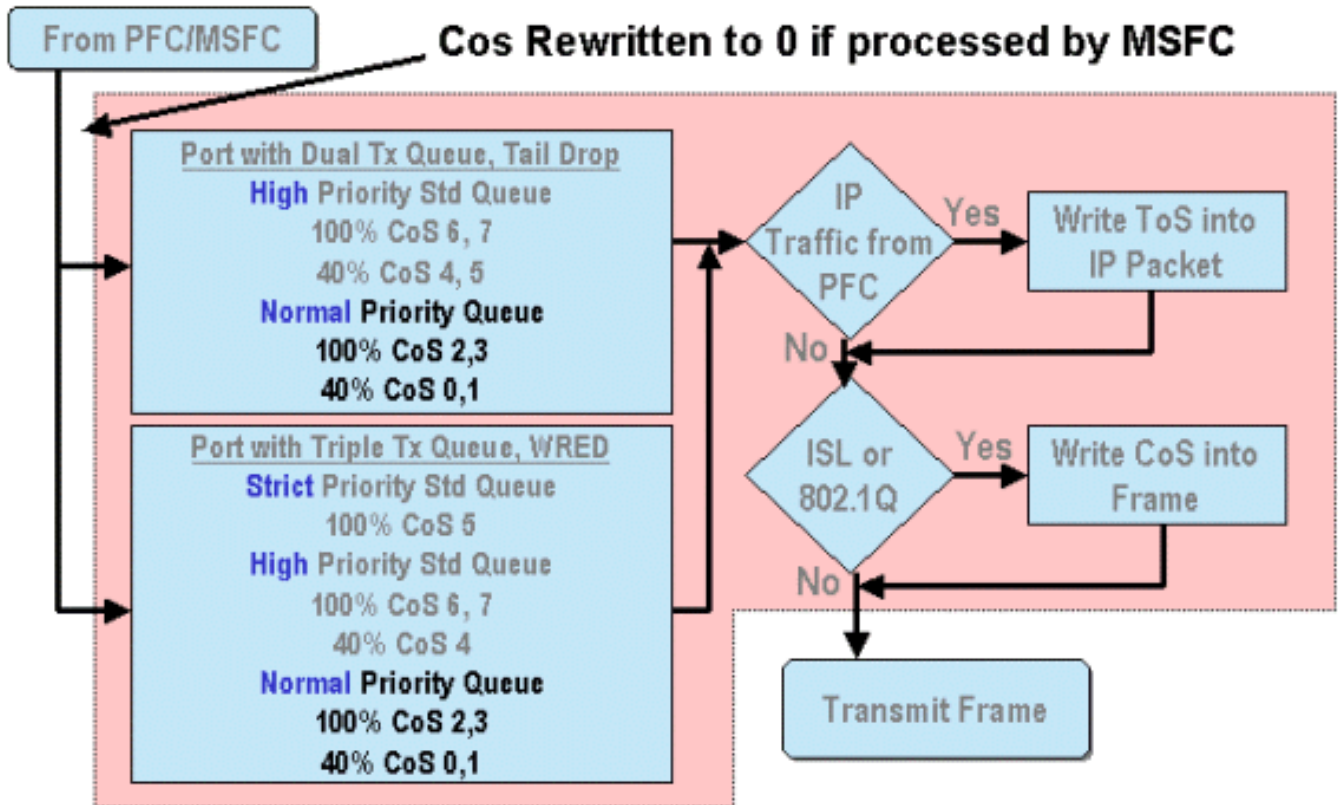 From PFC/MSFC
Cos Rewritten to 0 if processed by MSFC
Port with Dual Tx Queue, Tail Drop
High Priority Std Queue
100% CoS 6, 7
40% CoS 4, 5
Normal Priority Queue
100% CoS 2,3
40% CoS 0,1
Port with Triple Tx Queue, WRED
Strict Priority Std Queue
100% CoS 5
High Priority Std Queue
100% CoS 6, 7
40% CoS 4
Normal Priority Queue
100% CoS 2,3
40% CoS 0,1
IP
Traffic from
PFC
Yes
Write ToS into
IP Packet
No
ISL or
802.1Q
Yes
Write CoS into
Frame
No
Transmit Frame